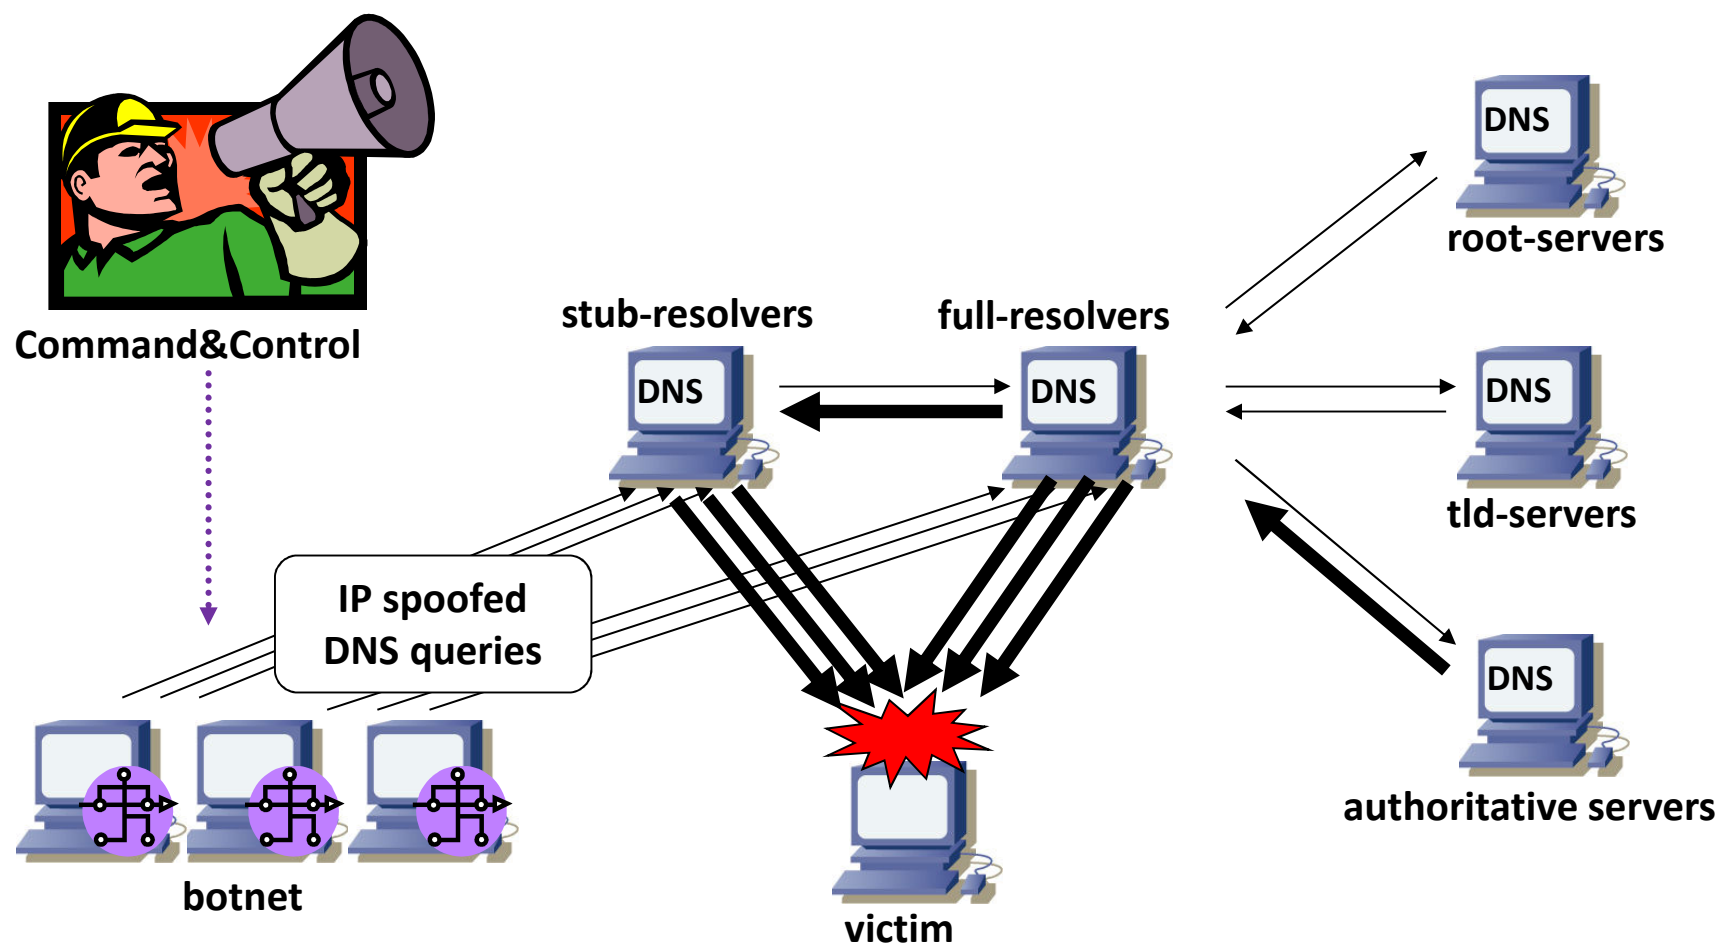 DNS
root-servers
stub-resolvers
full-resolvers
Command&Control
DNS
DNS
DNS
tld-servers
IP spoofed
DNS queries
DNS
authoritative servers
botnet
victim